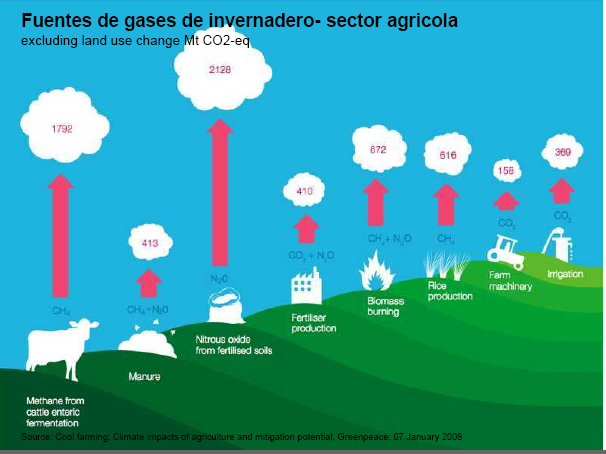 Fuentes de gases de invernadero- sector agricola
excluding land use change Mt CO2-eq
2128
1792
672
616
369
158
410
413
CH₄
CH₄+N₂O
N₂O
CO₂ + N₂O
CH₄+ N₂O
CH₄
CO₂
CO₂
Methane from
cattle enteric
fermentation
Manure
Nitrous oxide
from fertilised soils
Fertiliser
production
Biomass
burning
Rice
production
Farm
machinery
Irrigation
Source: Cool farming: Climate impacts of agriculture and mitigation potential, Greenpeace, 07 January 2008